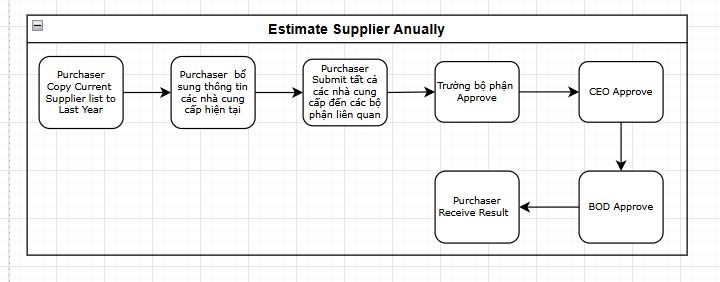 Estimate Supplier Anually
Purchaser
Copy Current
Supplier list to
Last Year
Purchaser bổ
sung thông tin
các nhà cung
cấp hiện tại
Purchaser
Submit tất cả
các nhà cung
cấp đến các bộ
phận liên quan
Trưởng bộ phận
Approve
CEO Approve
BOD Approve
Purchaser
Receive Result